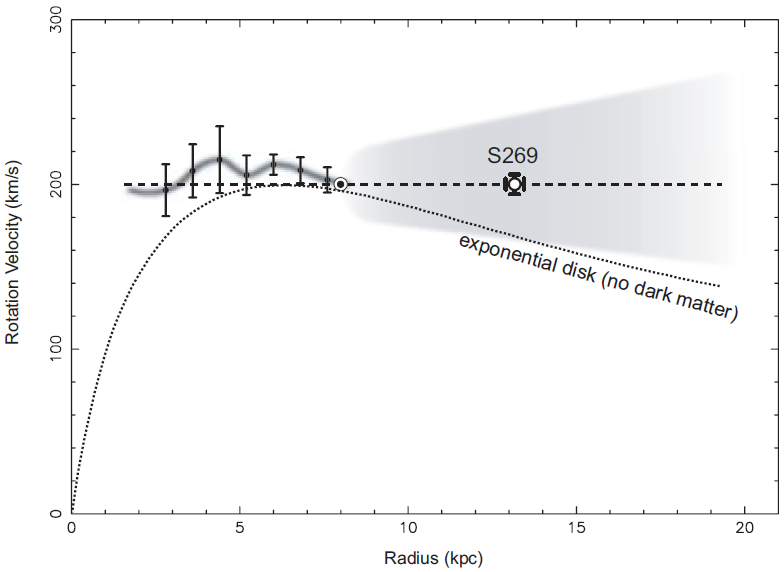 300
200
100
0
Rotation Velocity (km/s)
S269
exponential disk (no dark matter)
0
5
10
15
20
Radius (kpc)